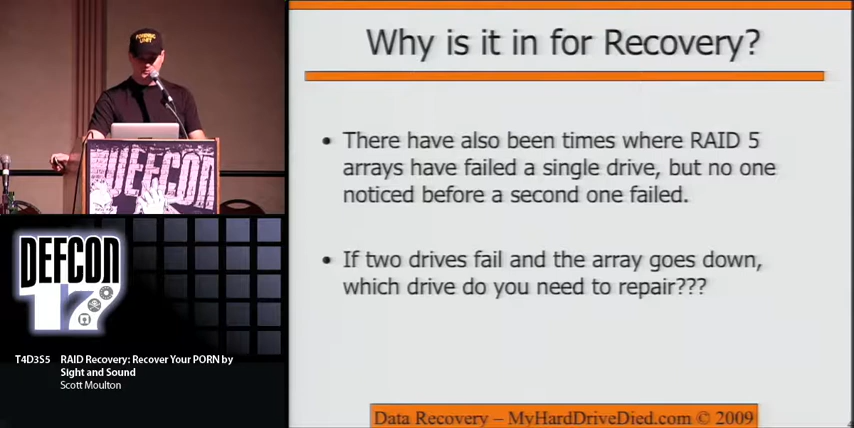 Why is it in for Recovery?
• There have also been times where RAID 5
arrays have failed a single drive, but no one
noticed before a second one failed.
• If two drives fail and the array goes down,
which drive do you need to repair???
Data Recovery – MyHardDriveDied.com © 2009
DEFCON
DEFCON
17
T4D3S5 RAID Recovery: Recover Your PORN by
Sight and Sound
Scott Moulton